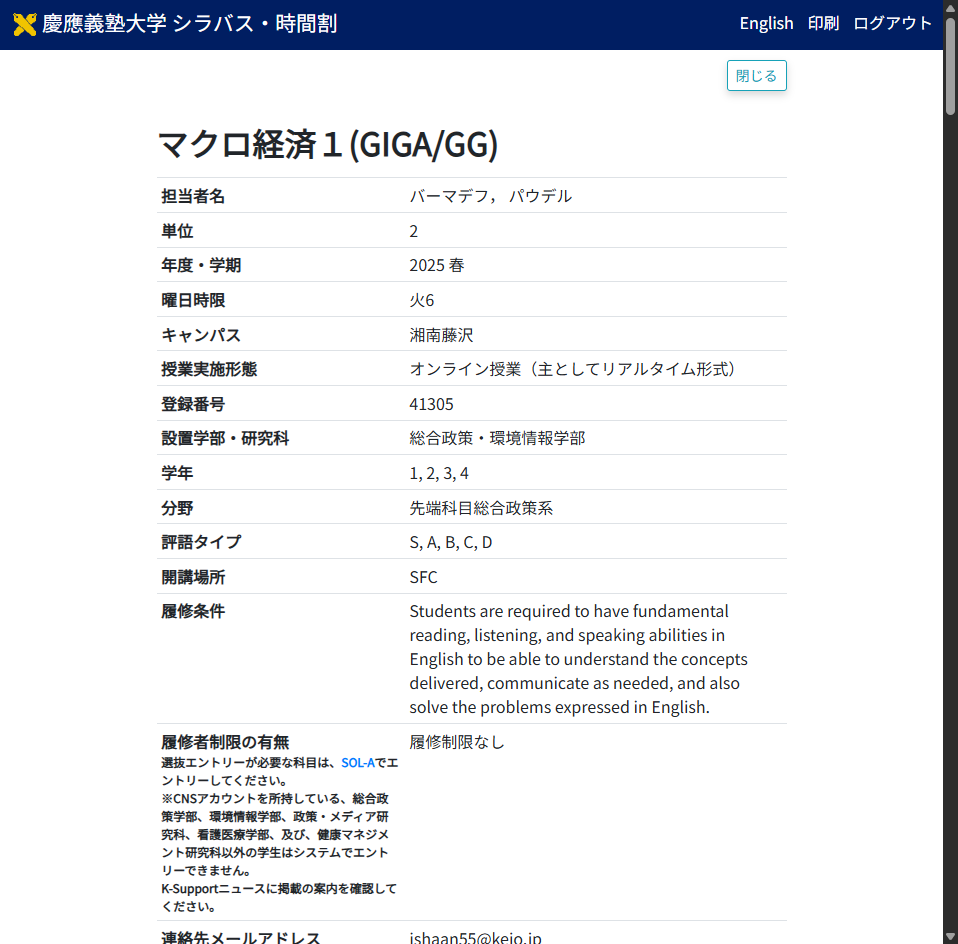 慶應義塾大学 シラバス・時間割
English 印刷 ログアウト
閉じる
マクロ経済１(GIGA/GG)
担当者名 バーマデフ， パウデル
単位 2
年度・学期 2025 春
曜日時限 火6
キャンパス 湘南藤沢
授業実施形態 オンライン授業（主としてリアルタイム形式）
登録番号 41305
設置学部・研究科 総合政策・環境情報学部
学年 1, 2, 3, 4
分野 先端科目総合政策系
評語タイプ S, A, B, C, D
開講場所 SFC
履修条件 Students are required to have fundamental
reading, listening, and speaking abilities in
English to be able to understand the concepts
delivered, communicate as needed, and also
solve the problems expressed in English.
履修者制限の有無 履修制限なし
選抜エントリーが必要な科目は、SOL-Aでエ
ントリーしてください。
※CNSアカウントを所持している、総合政
策学部、環境情報学部、政策・メディア研
究科、看護医療学部、及び、健康マネジメ
ント研究科以外の学生はシステムでエント
リーできません。
K-Supportニュースに掲載の案内を確認して
ください。
連絡先メールアドレス ishaan55@keio.jp